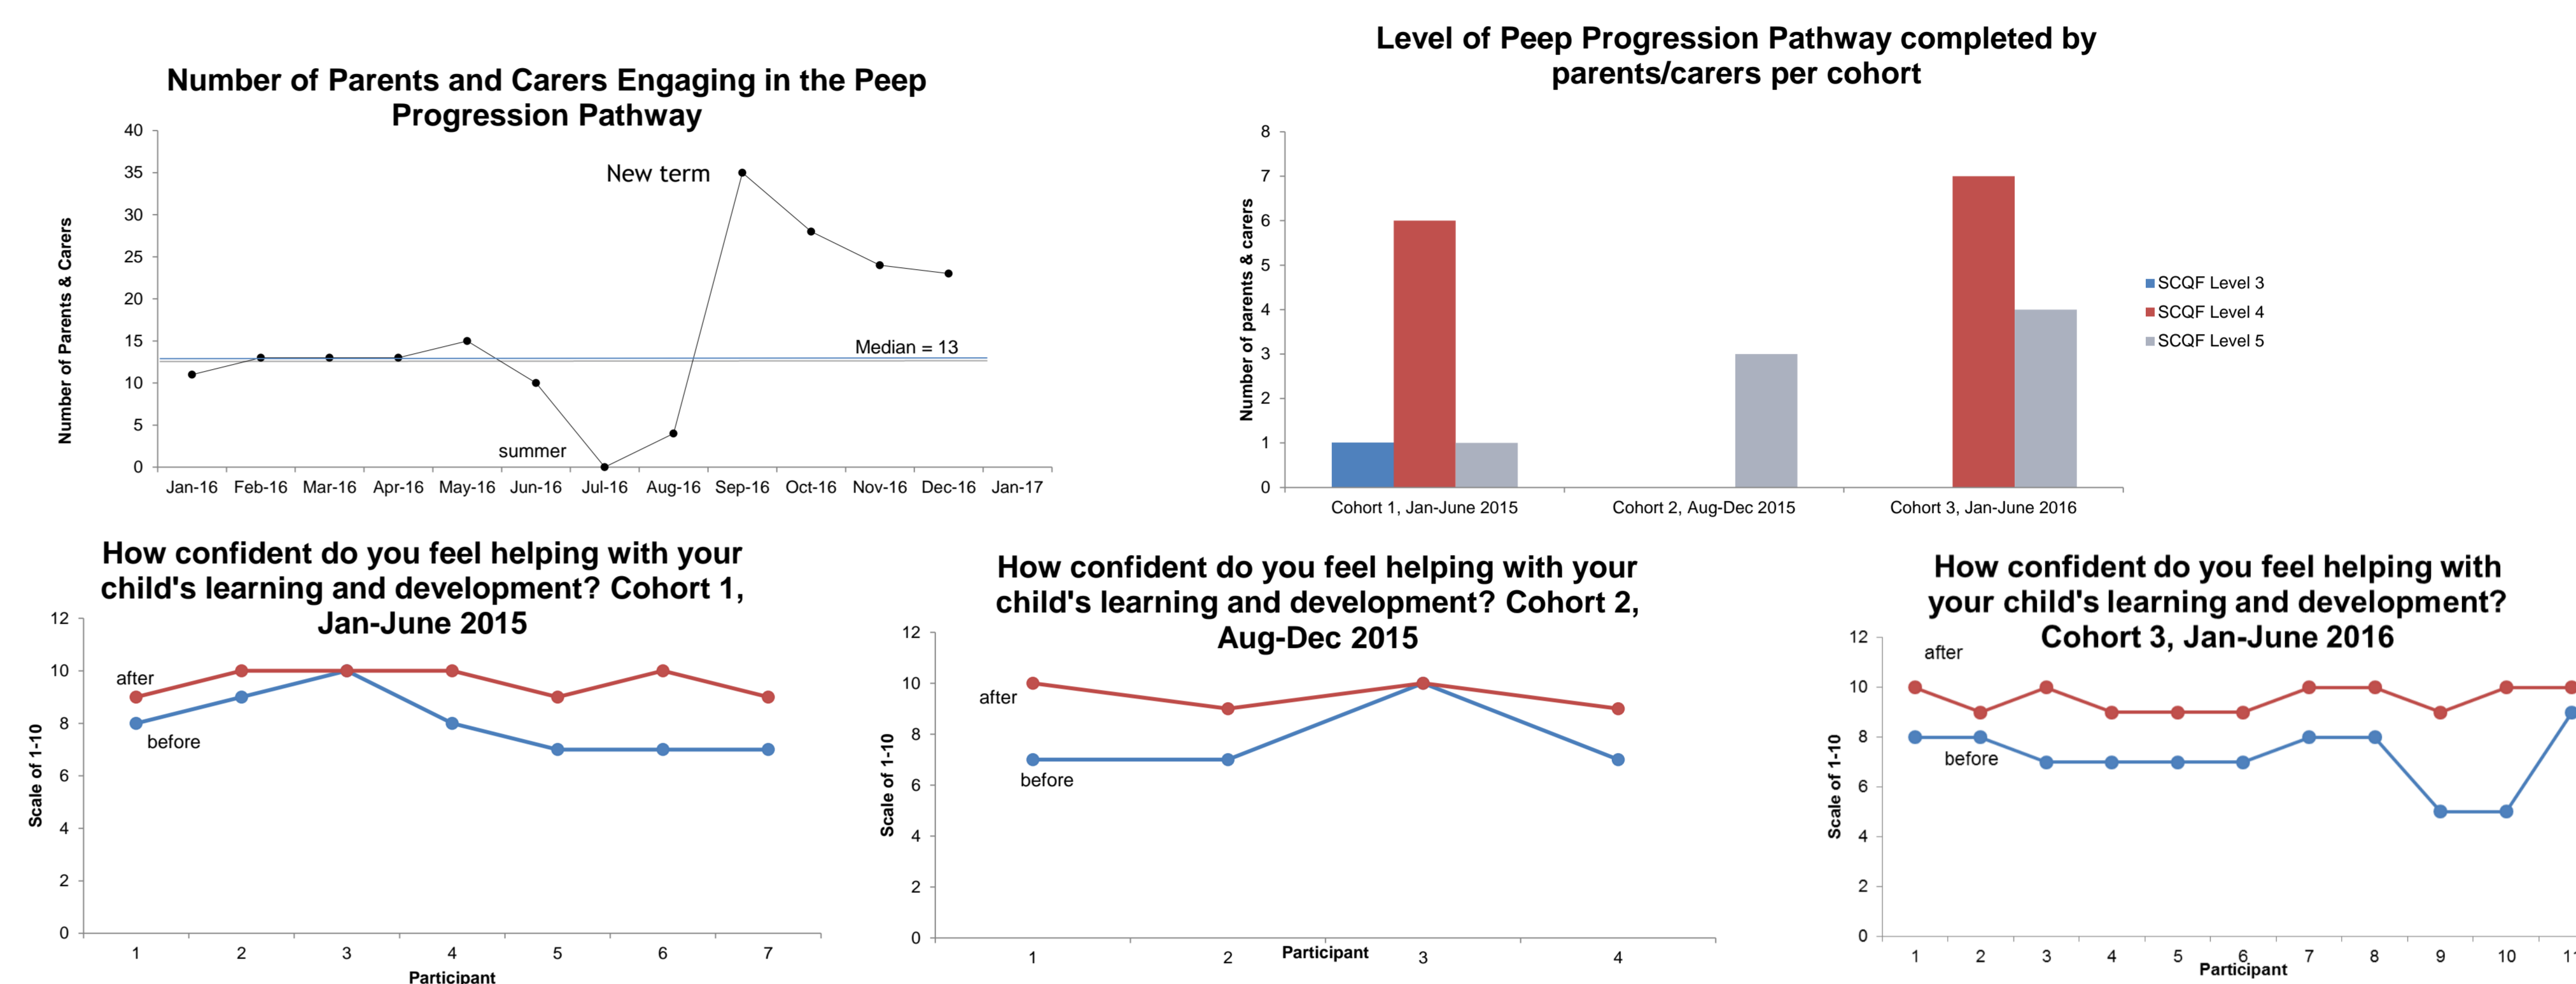 Number of Parents and Carers Engaging in the Peep
Progression Pathway
Number of Parents & Carers
40
35
30
25
20
15
10
5
0
New term
Median = 13
summer
Jan-16 Feb-16 Mar-16 Apr-16 May-16 Jun-16 Jul-16 Aug-16 Sep-16 Oct-16 Nov-16 Dec-16 Jan-17
Level of Peep Progression Pathway completed by
parents/carers per cohort
Number of parents & carers
8
7
6
5
4
3
2
1
0
SCQF Level 3
SCQF Level 4
SCQF Level 5
Cohort 1, Jan-June 2015 Cohort 2, Aug-Dec 2015 Cohort 3, Jan-June 2016
How confident do you feel helping with your
child's learning and development? Cohort 1,
Jan-June 2015
Scale of 1-10
12
10
8
6
4
2
0
after
before
1 2 3 4 5 6 7
Participant
How confident do you feel helping with your
child's learning and development? Cohort 2,
Aug-Dec 2015
Scale of 1-10
12
10
8
6
4
2
0
after
before
1 2 3 4
Participant
How confident do you feel helping with
your child's learning and development?
Cohort 3, Jan-June 2016
Scale of 1-10
12
10
8
6
4
2
0
after
before
1 2 3 4 5 6 7 8 9 10 11
Participant